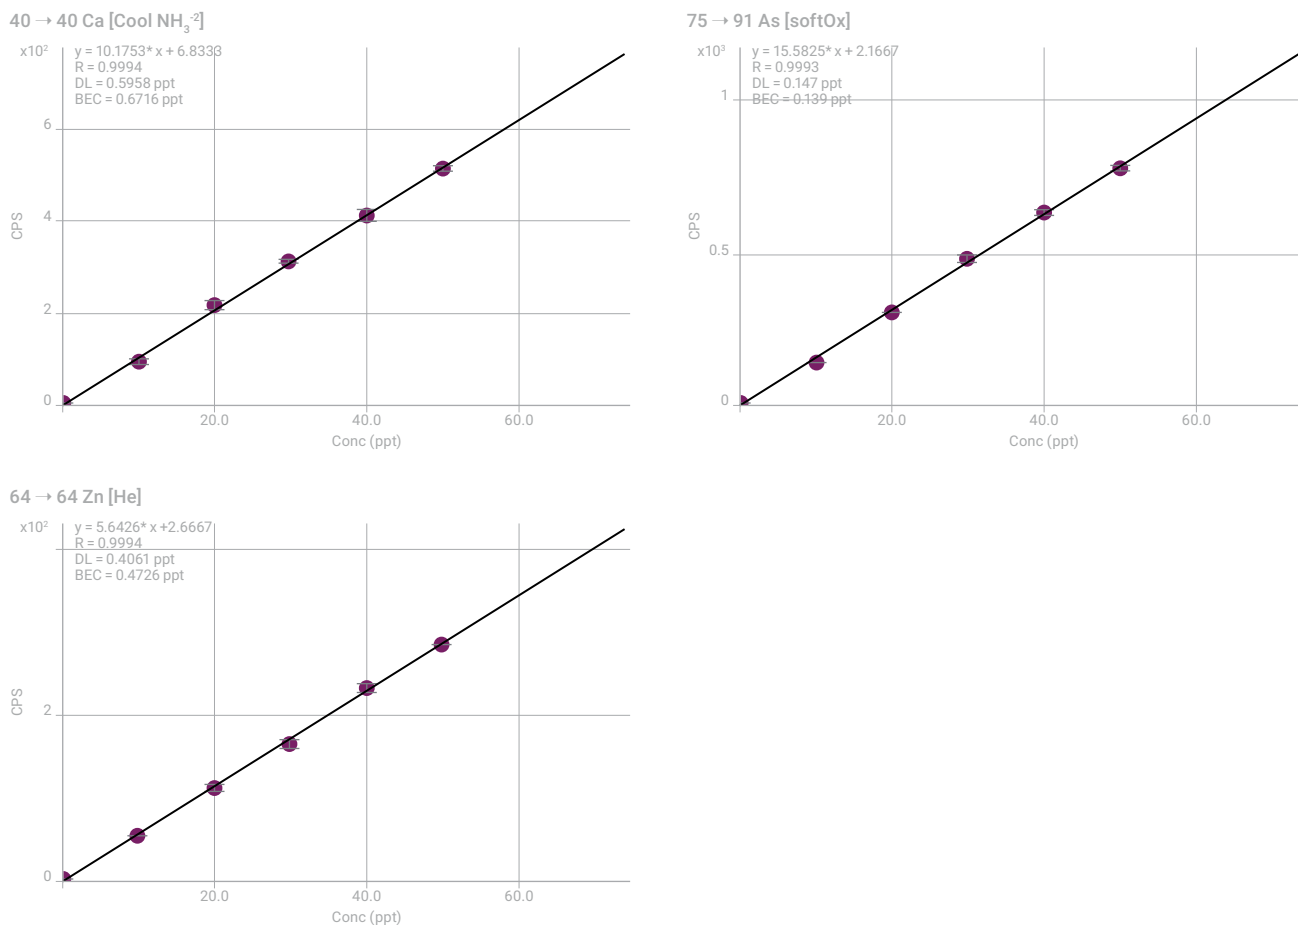 40 → 40 Ca [Cool NH₃⁻²]
x10²
y = 10.1753* x + 6.8333
R = 0.9994
DL = 0.5958 ppt
BEC = 0.6716 ppt
6
4
2
0
CPS
20.0 40.0 60.0
Conc (ppt)
75 → 91 As [softOx]
x10³
y = 15.5825* x + 2.1667
R = 0.9993
DL = 0.147 ppt
BEC = 0.139 ppt
1
0.5
0
CPS
20.0 40.0 60.0
Conc (ppt)
64 → 64 Zn [He]
x10²
y = 5.6426* x +2.6667
R = 0.9994
DL = 0.4061 ppt
BEC = 0.4726 ppt
2
0
CPS
20.0 40.0 60.0
Conc (ppt)